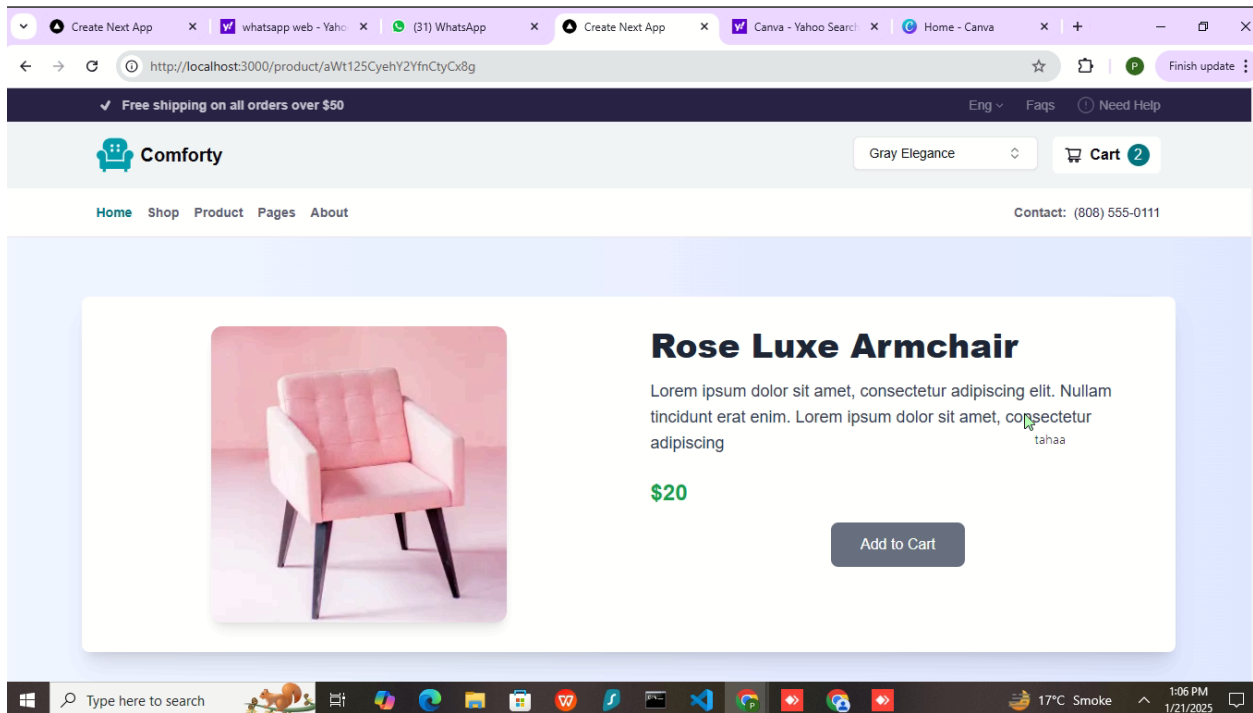 Create Next App
whatsapp web - Yaho
(31) WhatsApp
Create Next App
Canva - Yahoo Search
Home - Canva
http://localhost:3000/product/aWt125CyehY2YfnCtyCx8g
P
Finish update
Free shipping on all orders over $50
Eng
Faqs
Need Help
Comforty
Gray Elegance
Cart 2
Home Shop Product Pages About
Contact: (808) 555-0111
Rose Luxe Armchair
Lorem ipsum dolor sit amet, consectetur adipiscing elit. Nullam
tincidunt erat enim. Lorem ipsum dolor sit amet, consectetur
adipiscing
tahaa
$20
Add to Cart
Type here to search
17°C Smoke
1:06 PM
1/21/2025